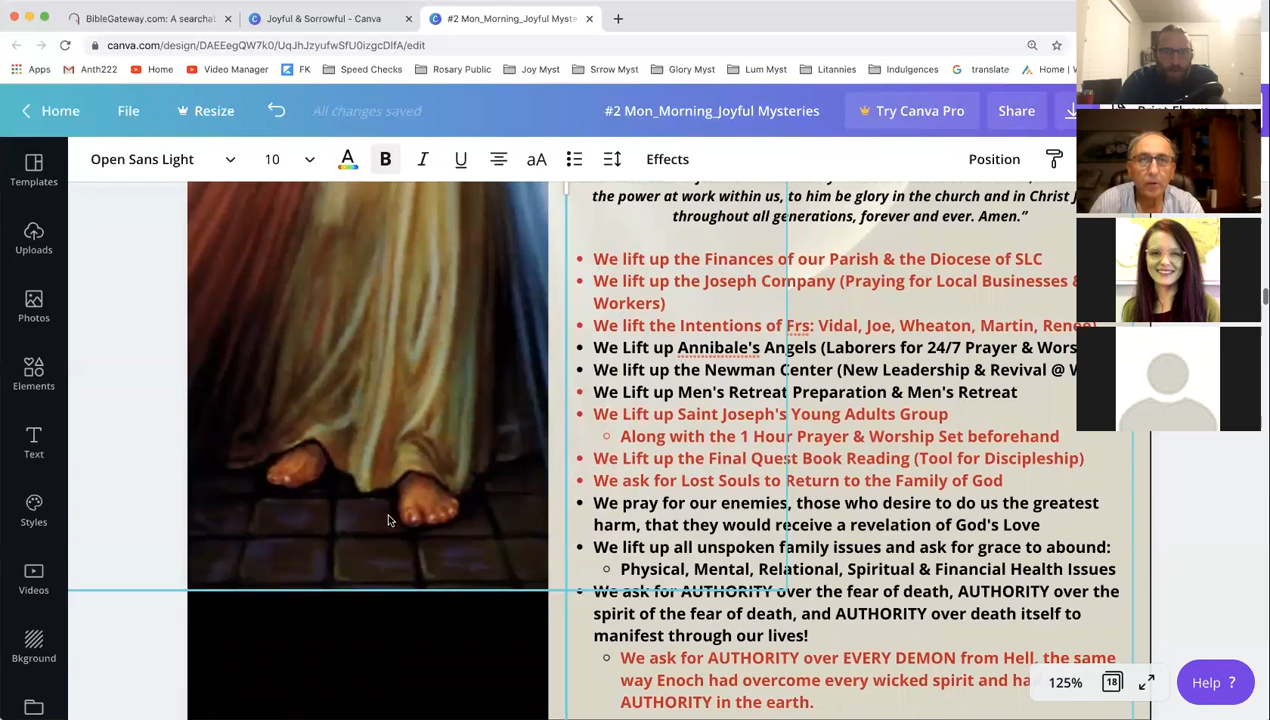 BibleGateway.com: A searchab
Joyful & Sorrowful - Canva
#2 Mon_Morning_Joyful Myste
canva.com/design/DAEEegQW7k0/UqJhJzyufwSfU0izgcDlfA/edit
Apps Anth222 Home Video Manager FK Speed Checks Rosary Public Joy Myst Srrow Myst Glory Myst Lum Myst Litannies Indulgences translate Home |
Home File Resize All changes saved #2 Mon_Morning_Joyful Mysteries Try Canva Pro Share
Open Sans Light 10 A B I U aA Effects Position
Templates
Uploads
Photos
Elements
Text
Styles
Videos
Bkground
the power at work within us, to him be glory in the church and in Christ J
throughout all generations, forever and ever. Amen.”
We lift up the Finances of our Parish & the Diocese of SLC
We lift up the Joseph Company (Praying for Local Businesses &
Workers)
We lift the Intentions of Frs: Vidal, Joe, Wheaton, Martin, Renee)
We Lift up Annibale's Angels (Laborers for 24/7 Prayer & Wors
We lift up the Newman Center (New Leadership & Revival @ W
We Lift up Men's Retreat Preparation & Men's Retreat
We Lift up Saint Joseph's Young Adults Group
Along with the 1 Hour Prayer & Worship Set beforehand
We Lift up the Final Quest Book Reading (Tool for Discipleship)
We ask for Lost Souls to Return to the Family of God
We pray for our enemies, those who desire to do us the greatest
harm, that they would receive a revelation of God's Love
We lift up all unspoken family issues and ask for grace to abound:
Physical, Mental, Relational, Spiritual & Financial Health Issues
We ask for AUTHORITY over the fear of death, AUTHORITY over the
spirit of the fear of death, and AUTHORITY over death itself to
manifest through our lives!
We ask for AUTHORITY over EVERY DEMON from Hell, the same
way Enoch had overcome every wicked spirit and ha
AUTHORITY in the earth.
125% 18 Help ?